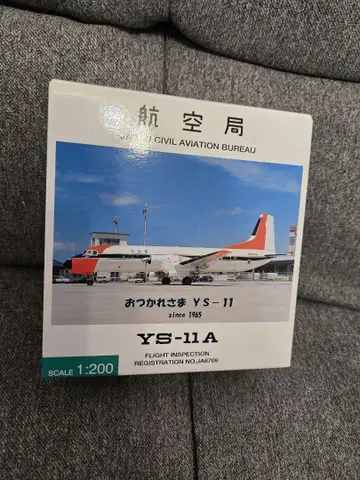 航空局
CIVIL AVIATION BUREAU
おつかれさま YS-11
since 1965
YS-11A
FLIGHT INSPECTION
REGISTRATION NO.JA8709
SCALE 1:200